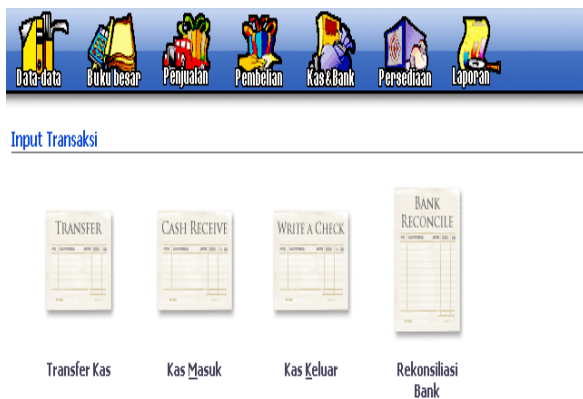 Data-data Buku besar Penjualan Pembelian Kas&Bank Persediaan Laporan
Input Transaksi
TRANSFER CASH RECEIVE WRITE A CHECK BANK RECONCILE
Transfer Kas Kas Masuk Kas Keluar Rekonsiliasi Bank